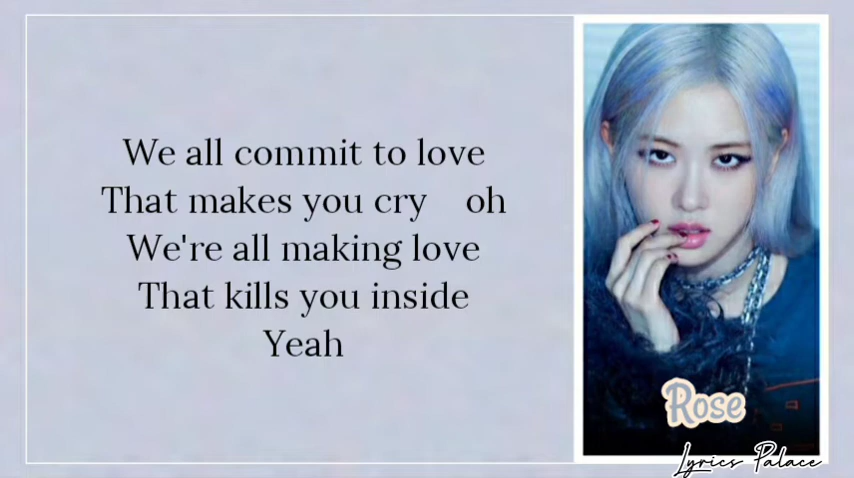 We all commit to love
That makes you cry oh
We're all making love
That kills you inside
Yeah
Rose
Lyrics Palace